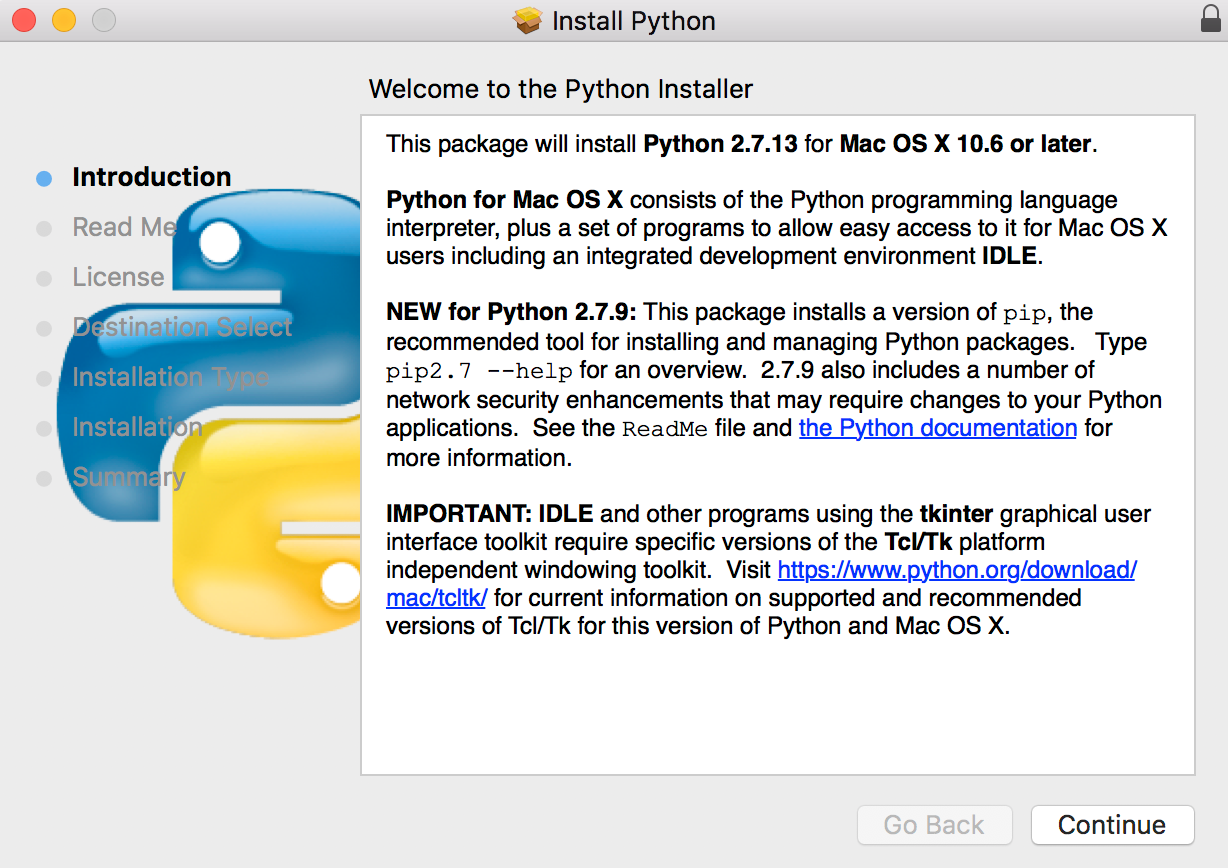 Install Python
Welcome to the Python Installer
Introduction
Read Me
License
Destination Select
Installation Type
Installation
Summary
This package will install Python 2.7.13 for Mac OS X 10.6 or later.
Python for Mac OS X consists of the Python programming language
interpreter, plus a set of programs to allow easy access to it for Mac OS X
users including an integrated development environment IDLE.
NEW for Python 2.7.9: This package installs a version of pip, the
recommended tool for installing and managing Python packages.   Type
pip2.7 --help for an overview.  2.7.9 also includes a number of
network security enhancements that may require changes to your Python
applications.  See the ReadMe file and the Python documentation for
more information.
IMPORTANT: IDLE and other programs using the tkinter graphical user
interface toolkit require specific versions of the Tcl/Tk platform
independent windowing toolkit.  Visit https://www.python.org/download/
mac/tcltk/ for current information on supported and recommended
versions of Tcl/Tk for this version of Python and Mac OS X.
Go Back
Continue